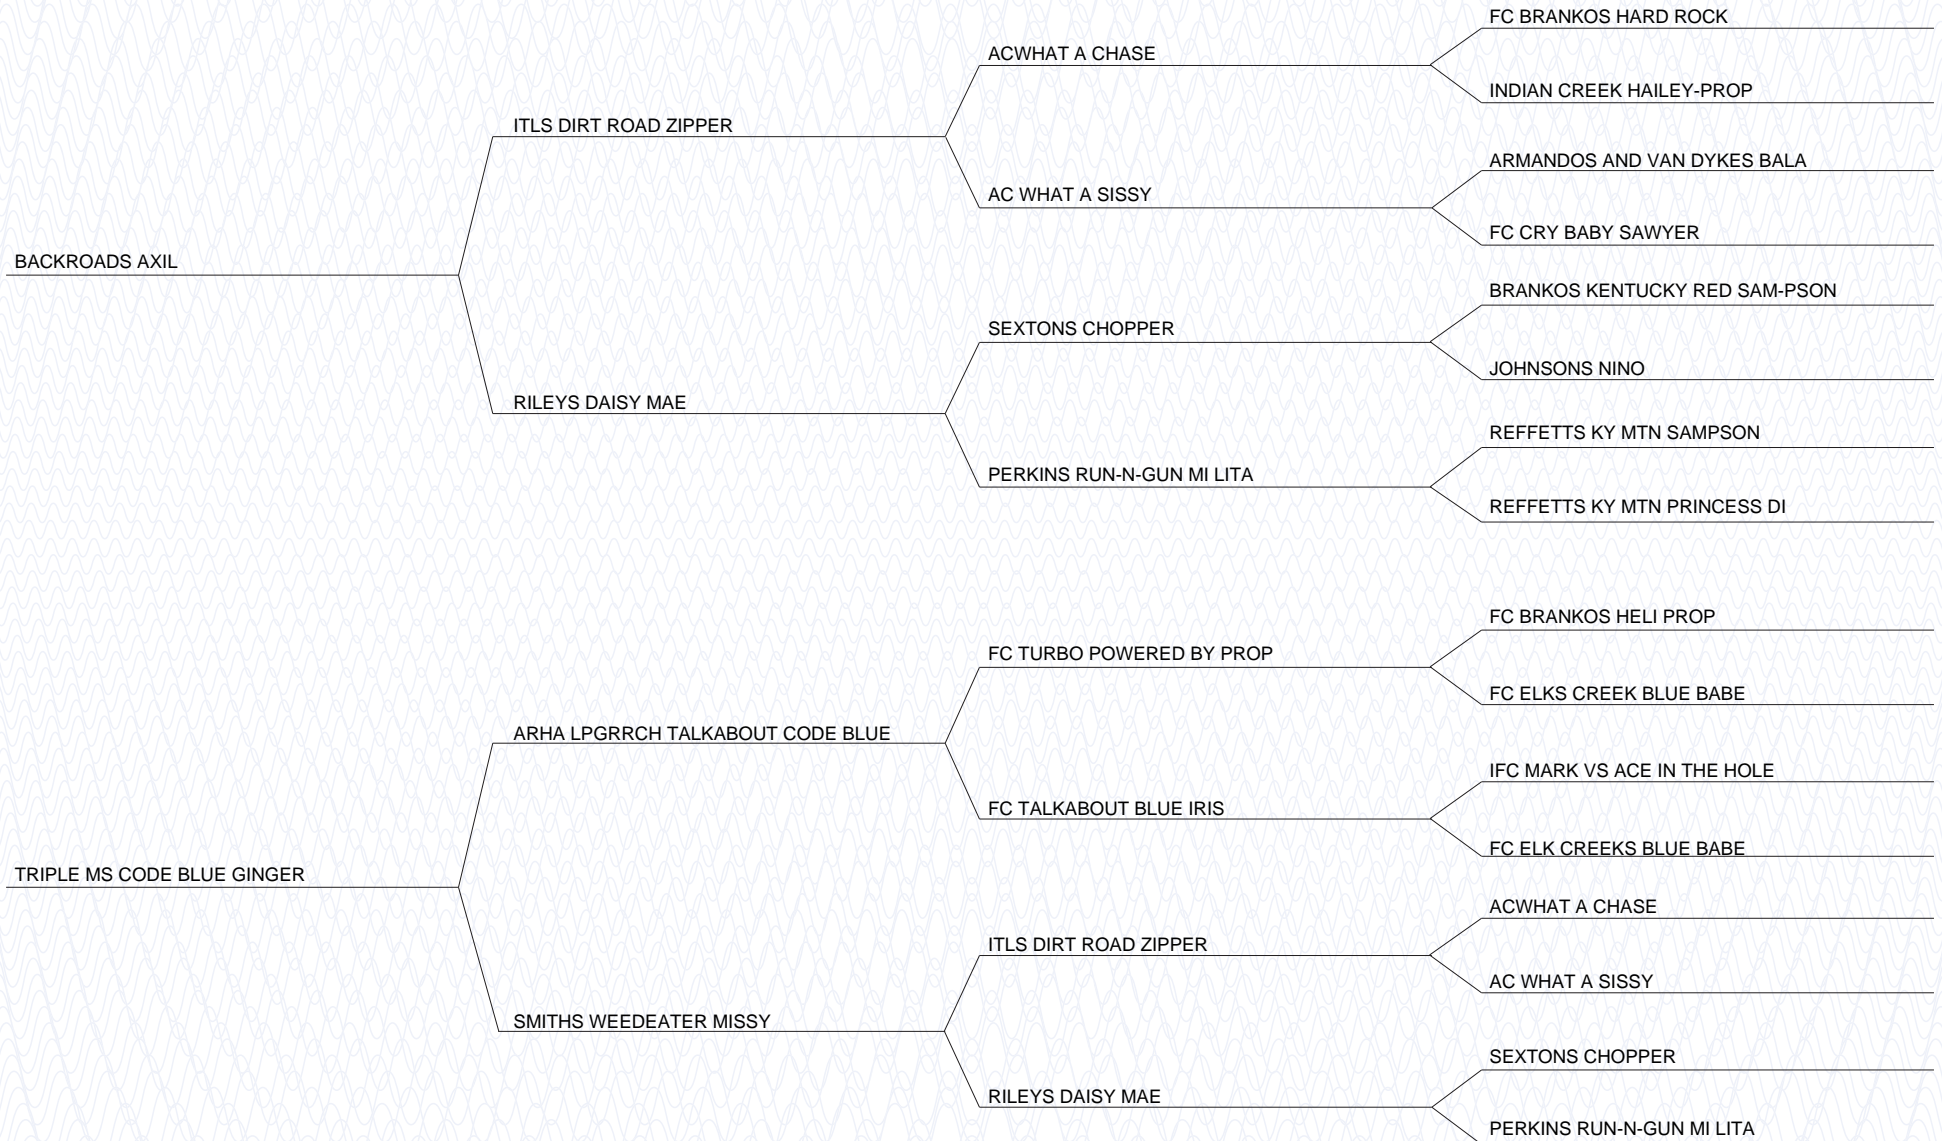 FC BRANKOS HARD ROCK
ACWHAT A CHASE
INDIAN CREEK HAILEY-PROP
ITLS DIRT ROAD ZIPPER
ARMANDOS AND VAN DYKES BALA
AC WHAT A SISSY
FC CRY BABY SAWYER
BACKROADS AXIL
BRANKOS KENTUCKY RED SAM-PSON
SEXTONS CHOPPER
JOHNSONS NINO
RILEYS DAISY MAE
REFFETTS KY MTN SAMPSON
PERKINS RUN-N-GUN MI LITA
REFFETTS KY MTN PRINCESS DI
FC BRANKOS HELI PROP
FC TURBO POWERED BY PROP
FC ELKS CREEK BLUE BABE
ARHA LPGRRCH TALKABOUT CODE BLUE
IFC MARK VS ACE IN THE HOLE
FC TALKABOUT BLUE IRIS
FC ELK CREEKS BLUE BABE
TRIPLE MS CODE BLUE GINGER
ACWHAT A CHASE
ITLS DIRT ROAD ZIPPER
AC WHAT A SISSY
SMITHS WEEDEATER MISSY
SEXTONS CHOPPER
RILEYS DAISY MAE
PERKINS RUN-N-GUN MI LITA